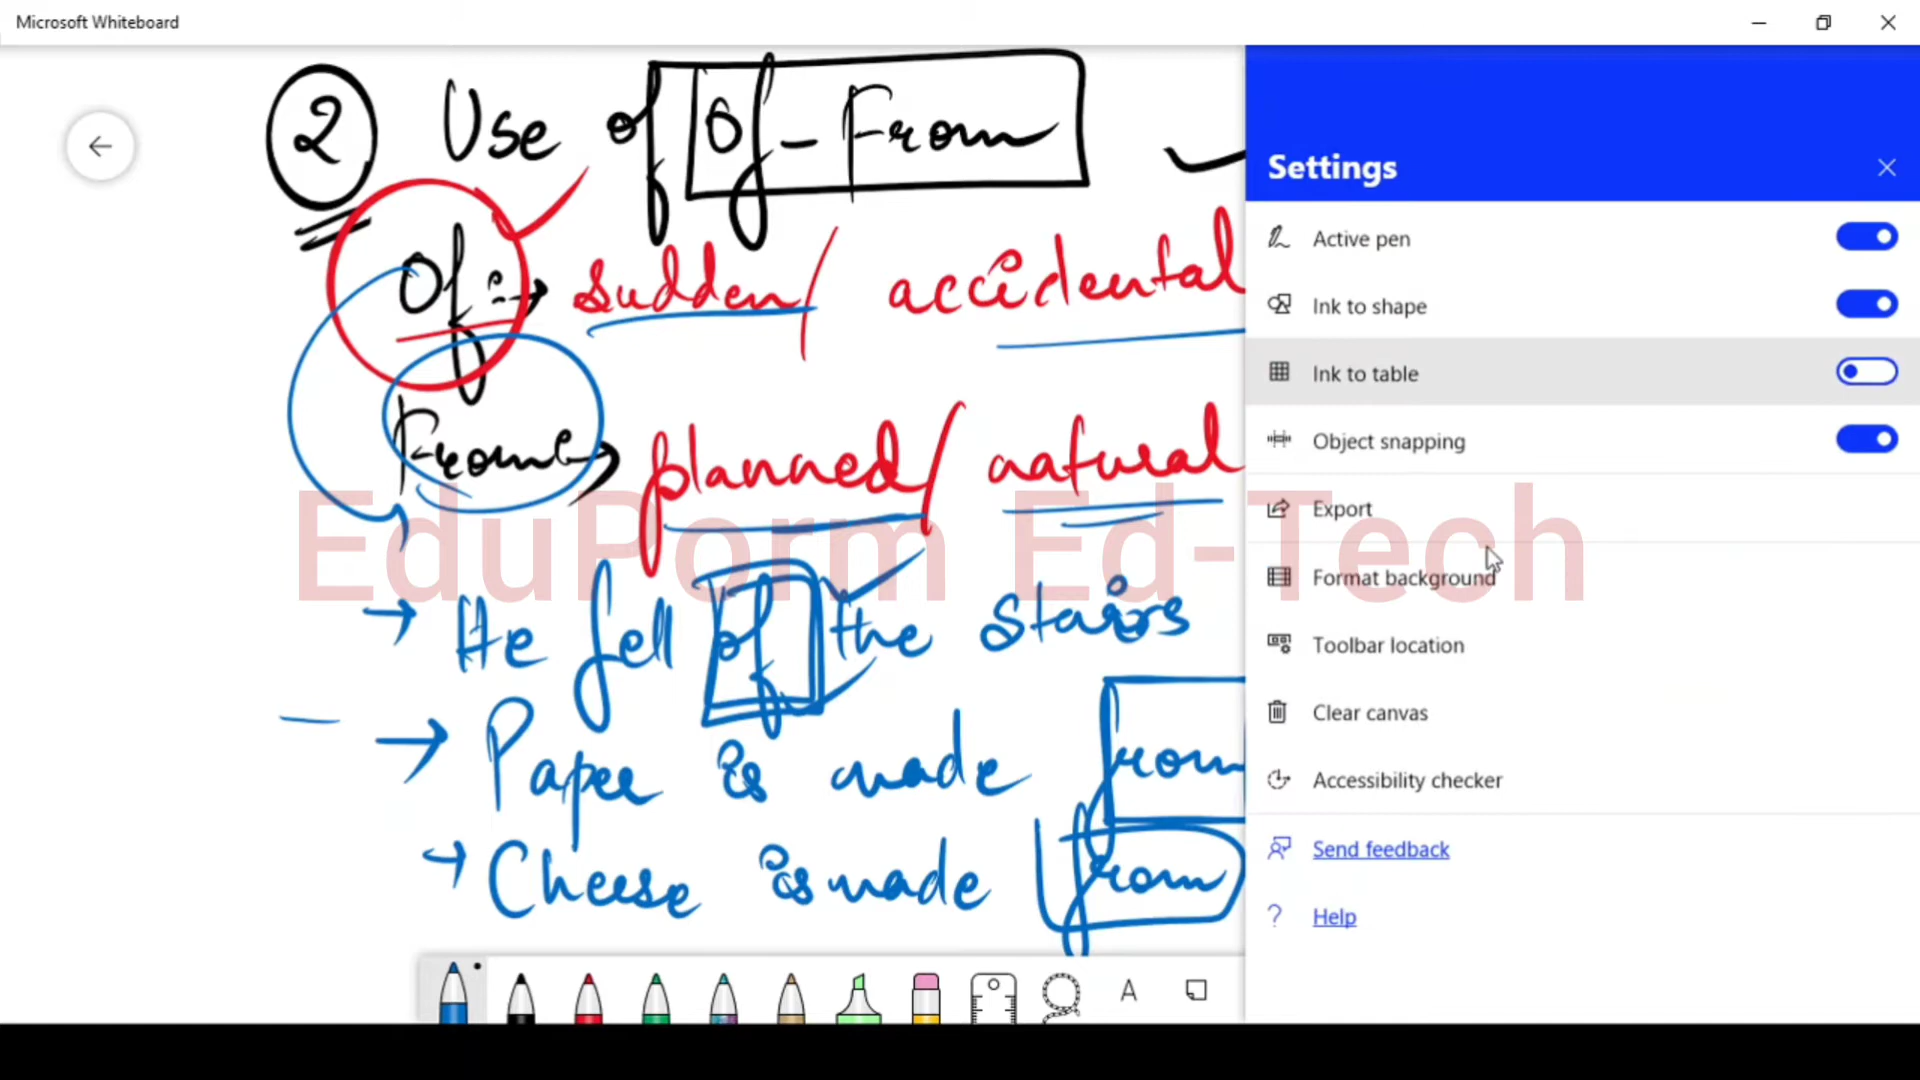 Microsoft Whiteboard
2 Use of Of - From
Of :→ Sudden / accidental
From :→ planned / natural
EduPorm Ed-Tech
→ He fell of the stairs
→ Paper is made from
→ Cheese is made from
A
Settings
Active pen
Ink to shape
Ink to table
Object snapping
Export
Format background
Toolbar location
Clear canvas
Accessibility checker
Send feedback
? Help